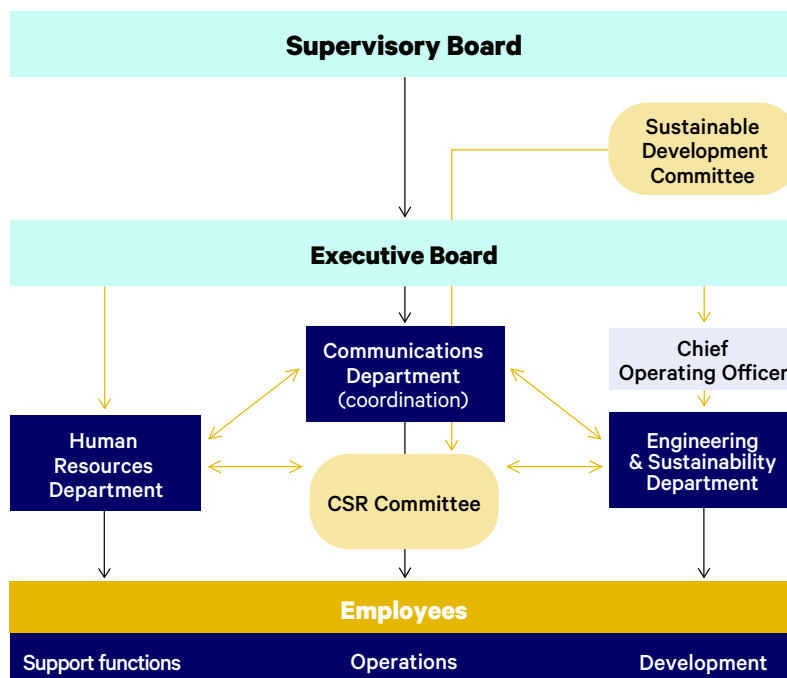 Supervisory Board
Sustainable
Development
Committee
Executive Board
Communications
Department
(coordination)
Chief
Operating Officer
Human
Resources
Department
Engineering
& Sustainability
Department
CSR Committee
Employees
Support functions
Operations
Development